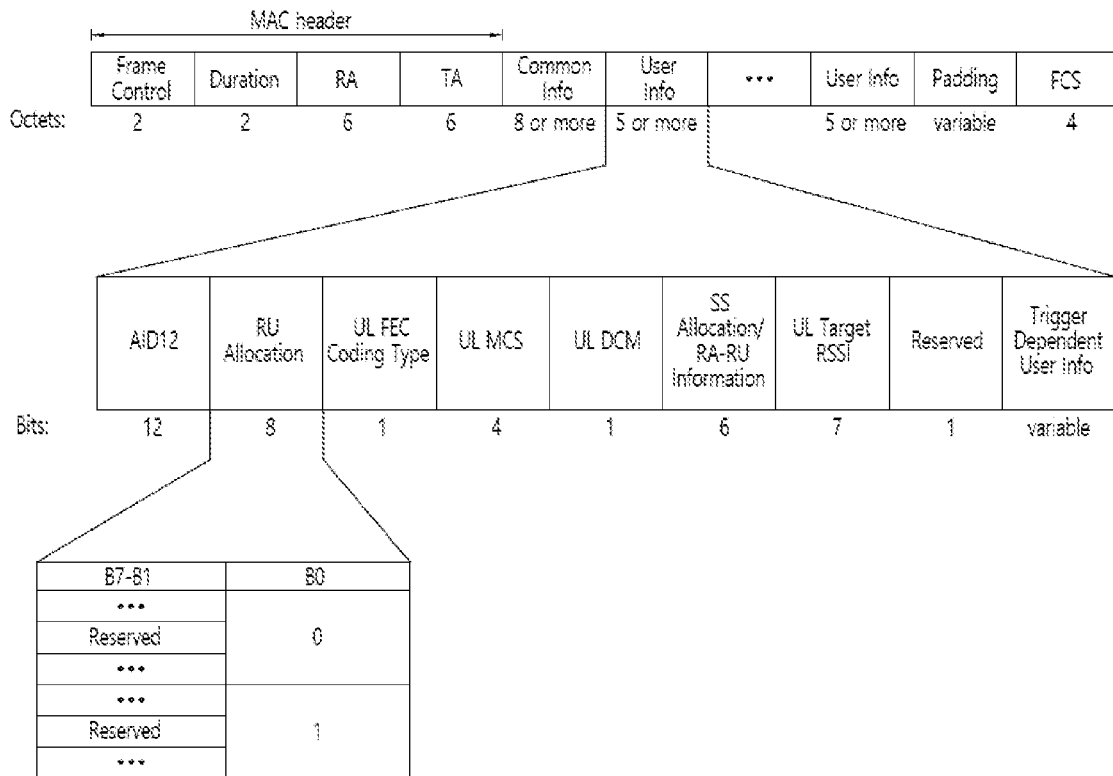 MAC header
Frame Control
Duration
RA
TA
Common Info
User Info
•••
User Info
Padding
FCS
Octets:
2
2
6
6
8 or more
5 or more
5 or more
variable
4
AID12
RU Allocation
UL FEC Coding Type
UL MCS
UL DCM
SS Allocation/ RA-RU Information
UL Target RSSI
Reserved
Trigger Dependent User Info
Bits:
12
8
1
4
1
6
7
1
variable
B7-B1
B0
•••
Reserved
0
•••
•••
Reserved
1
•••